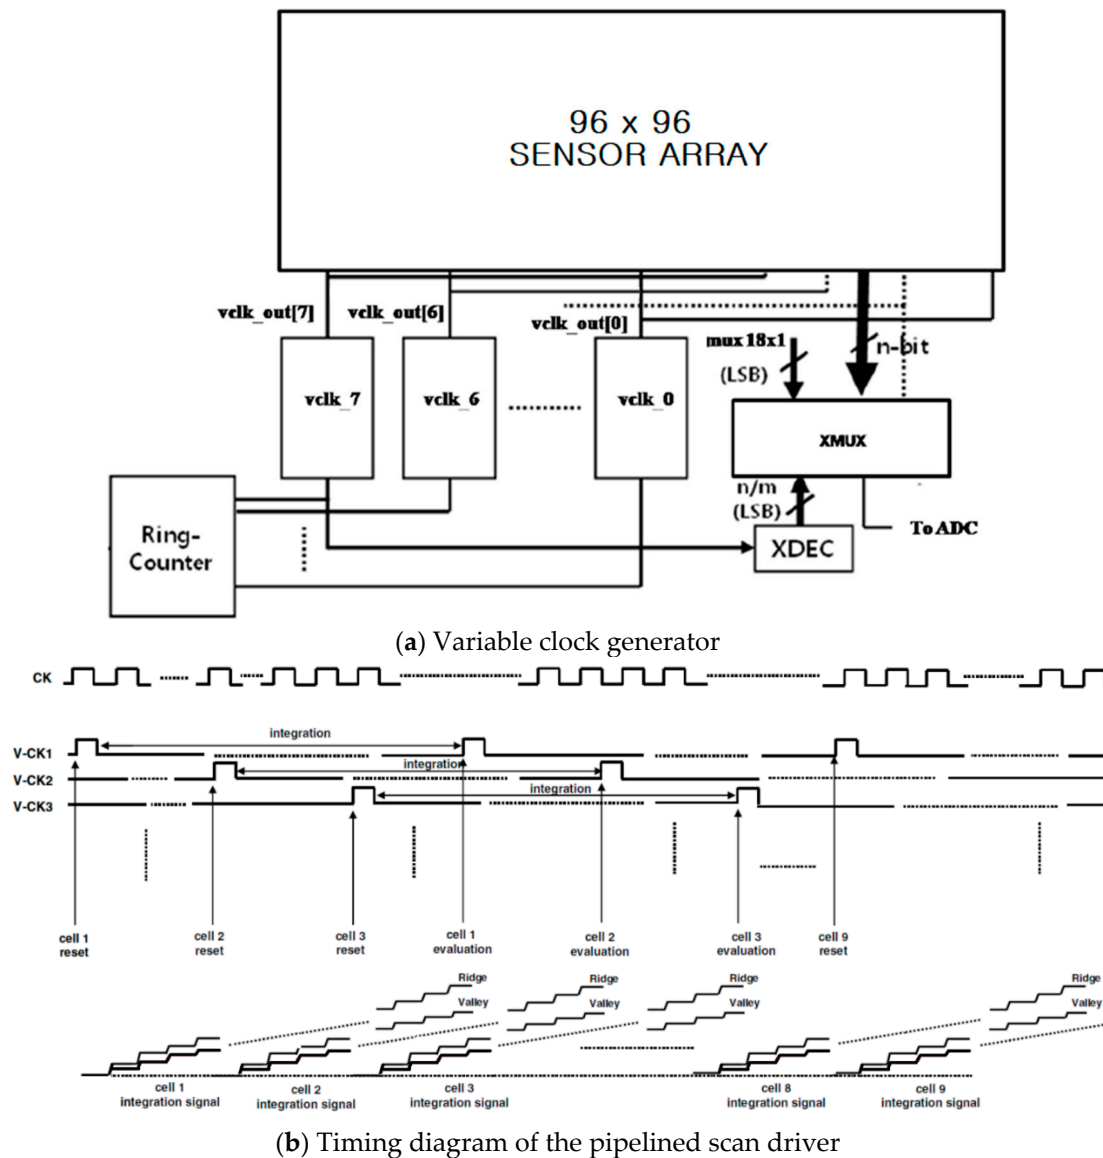 96 x 96
SENSOR ARRAY
vclk_out[7]
vclk_out[6]
vclk_out[0]
mux 18x1
(LSB)
n-bit
vclk_7
vclk_6
vclk_0
XMUX
n/m
(LSB)
To ADC
Ring-
Counter
XDEC
(a) Variable clock generator
CK
V-CK1
integration
V-CK2
integration
V-CK3
integration
cell 1
reset
cell 2
reset
cell 3
reset
cell 1
evaluation
cell 2
evaluation
cell 3
evaluation
cell 9
reset
Ridge
Valley
Ridge
Valley
Ridge
Valley
Ridge
Valley
cell 1
integration signal
cell 2
integration signal
cell 3
integration signal
cell 8
integration signal
cell 9
integration signal
(b) Timing diagram of the pipelined scan driver